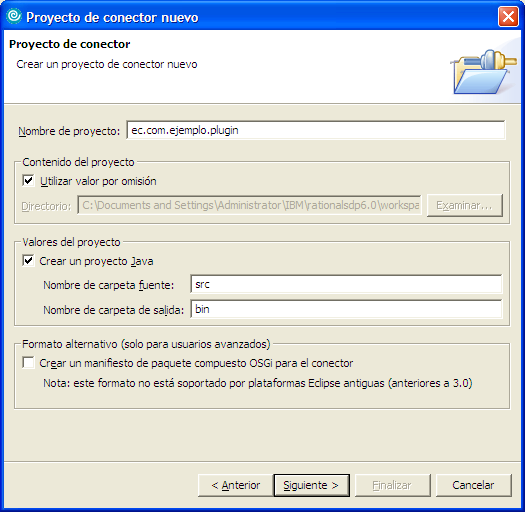 Proyecto de conector nuevo
Proyecto de conector
Crear un proyecto de conector nuevo
Nombre de proyecto: ec.com.ejemplo.plugin
Contenido del proyecto
Utilizar valor por omisión
Directorio: C:\Documents and Settings\Administrator\IBM\rationalsdp6.0\workspa Examinar...
Valores del proyecto
Crear un proyecto Java
Nombre de carpeta fuente: src
Nombre de carpeta de salida: bin
Formato alternativo (solo para usuarios avanzados)
Crear un manifiesto de paquete compuesto OSGi para el conector
Nota: este formato no está soportado por plataformas Eclipse antiguas (anteriores a 3.0)
< Anterior Siguiente > Finalizar Cancelar